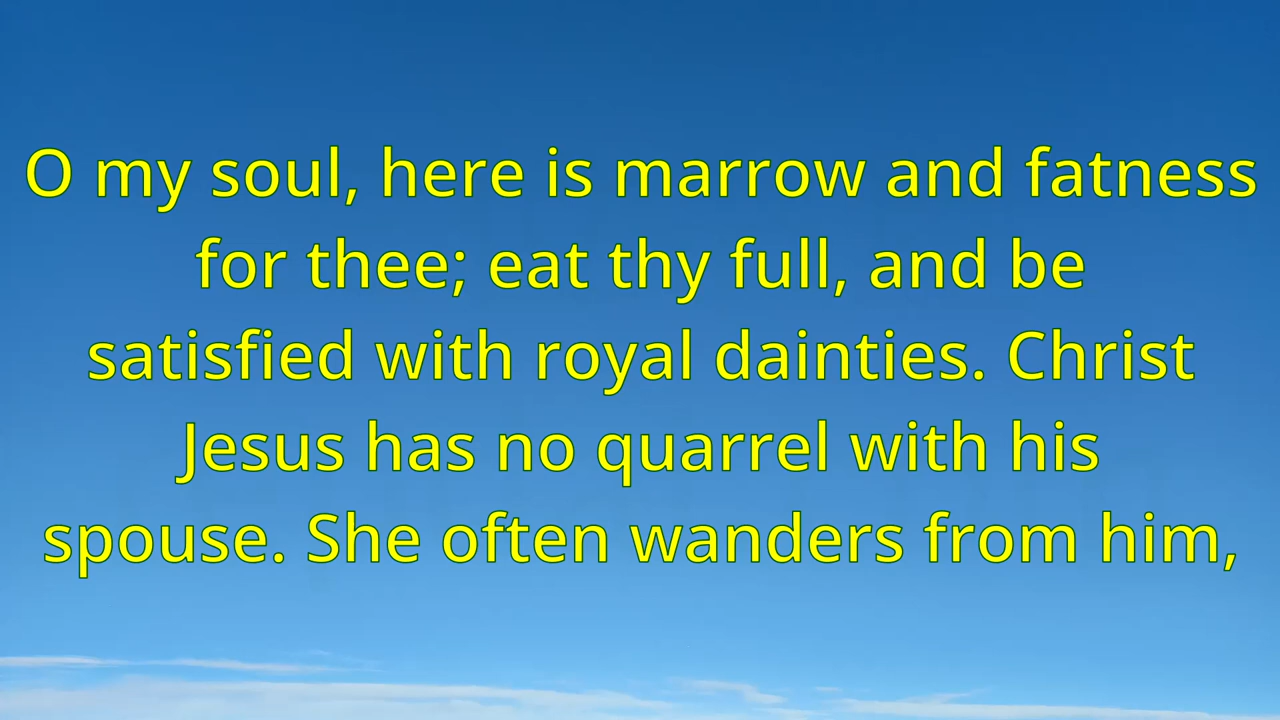 O my soul, here is marrow and fatness
for thee; eat thy full, and be
satisfied with royal dainties. Christ
Jesus has no quarrel with his
spouse. She often wanders from him,